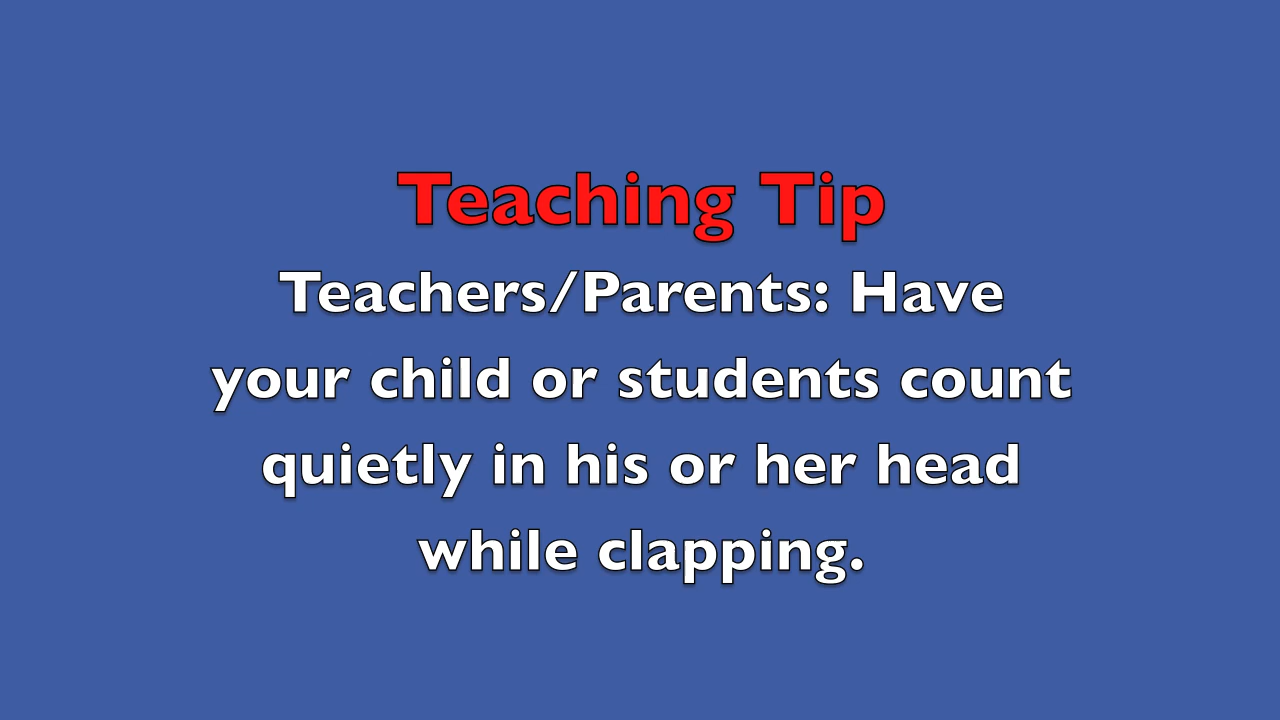 Teaching Tip
Teachers/Parents: Have
your child or students count
quietly in his or her head
while clapping.